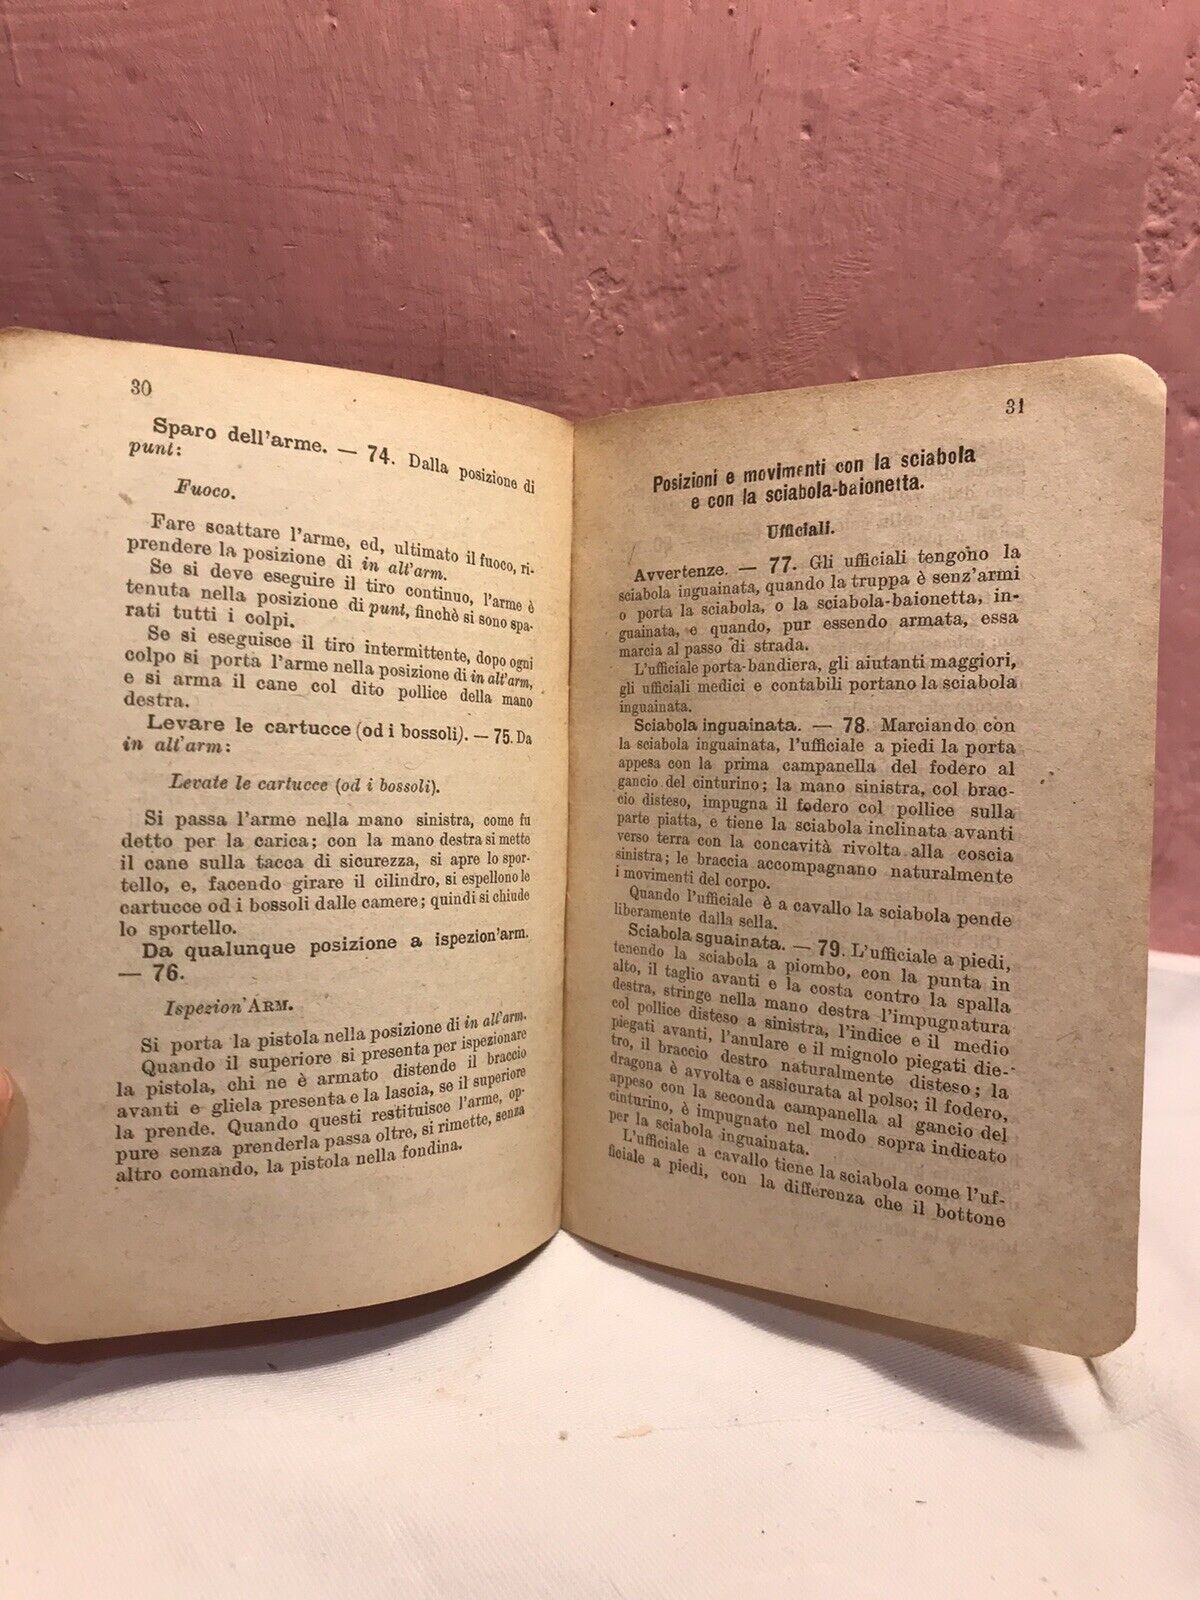 30
Sparo dell'arme. — 74. Dalla posizione di
punt:
Fuoco.
Fare scattare l'arme, ed, ultimato il fuoco, ri-
prendere la posizione di in all'arm.
Se si deve eseguire il tiro continuo, l'arme è
tenuta nella posizione di punt, finchè si sono spa-
rati tutti i colpi.
Se si eseguisce il tiro intermittente, dopo ogni
colpo si porta l'arme nella posizione di in alt'arm,
e si arma il cane col dito pollice della mano
destra.
Levare le cartucce (od i bossoli). — 75. Da
in alt'arm:
Levate le cartucce (od i bossoli).
Si passa l'arme nella mano sinistra, come fu
detto per la carica; con la mano destra si mette
il cane sulla tacca di sicurezza, si apre lo spor-
tello, e, facendo girare il cilindro, si espellono le
cartucce od i bossoli dalle camere; quindi si chiude
lo sportello.
Da qualunque posizione a ispezion'arm.
— 76.
Ispezion'ARM.
Si porta la pistola nella posizione di in alt'arm.
Quando il superiore si presenta per ispezionare
la pistola, chi ne è armato distende il braccio
avanti e gliela presenta e la lascia, se il superiore
la prende. Quando questi restituisce l'arme, op-
pure senza prenderla passa oltre, si rimette, senza
altro comando, la pistola nella fondina.
31
Posizioni e movimenti con la sciabola
e con la sciabola-baionetta.
Ufficiali.
Avvertenze. — 77. Gli ufficiali tengono la
sciabola inguainata, quando la truppa è senz'armi
o porta la sciabola, o la sciabola-baionetta, in-
guainata, e quando, pur essendo armata, essa
marcia al passo di strada.
L'ufficiale porta-bandiera, gli aiutanti maggiori,
gli ufficiali medici e contabili portano la sciabola
inguainata.
Sciabola inguainata. — 78. Marciando con
la sciabola inguainata, l'ufficiale a piedi la porta
appesa con la prima campanella del fodero al
gancio del cinturino; la mano sinistra, col brac-
cio disteso, impugna il fodero col pollice sulla
parte piatta, e tiene la sciabola inclinata avanti
verso terra con la concavità rivolta alla coscia
sinistra; le braccia accompagnano naturalmente
i movimenti del corpo.
Quando l'ufficiale è a cavallo la sciabola pende
liberamente dalla sella.
Sciabola sguainata. — 79. L'ufficiale a piedi,
tenendo la sciabola a piombo, con la punta in
alto, il taglio avanti e la costa contro la spalla
destra, stringe nella mano destra l'impugnatura
col pollice disteso a sinistra, l'indice e il medio
piegati avanti, l'anulare e il mignolo piegati die-
tro, il braccio destro naturalmente disteso; la
dragona è avvolta e assicurata al polso; il fodero,
appeso con la seconda campanella al gancio del
cinturino, è impugnato nel modo sopra indicato
per la sciabola inguainata.
L'ufficiale a cavallo tiene la sciabola come l'uf-
ficiale a piedi, con la differenza che il bottone